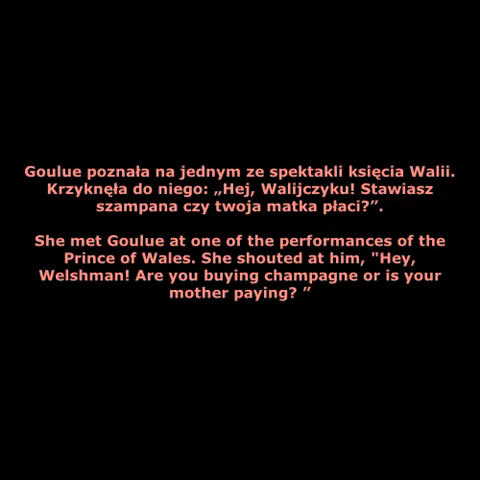 Goulue poznała na jednym ze spektakli księcia Walii.
Krzyknęła do niego: „Hej, Walijczyku! Stawiasz
szampana czy twoja matka płaci?”.
She met Goulue at one of the performances of the
Prince of Wales. She shouted at him, "Hey,
Welshman! Are you buying champagne or is your
mother paying? ”